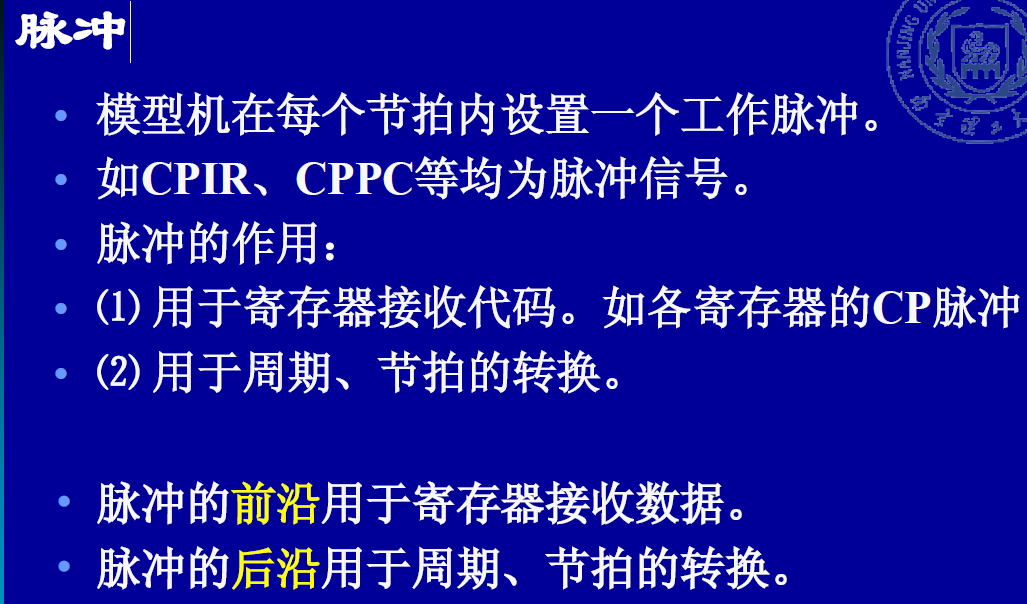 脉冲
• 模型机在每个节拍内设置一个工作脉冲。
• 如CPIR、CPPC等均为脉冲信号。
• 脉冲的作用：
• ⑴ 用于寄存器接收代码。如各寄存器的CP脉冲
• ⑵ 用于周期、节拍的转换。
• 脉冲的前沿用于寄存器接收数据。
• 脉冲的后沿用于周期、节拍的转换。